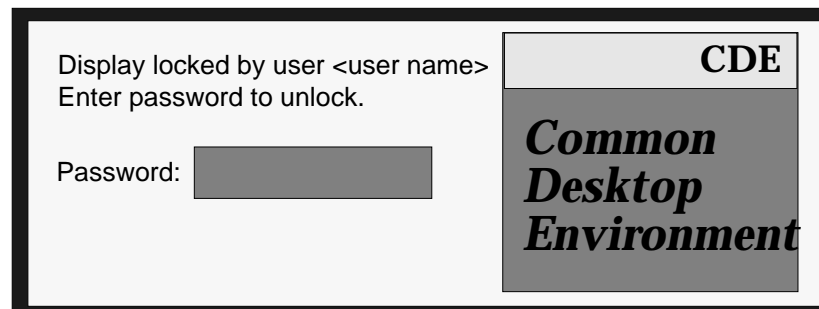 Display locked by user <user name>
Enter password to unlock.
Password:
CDE
Common
Desktop
Environment